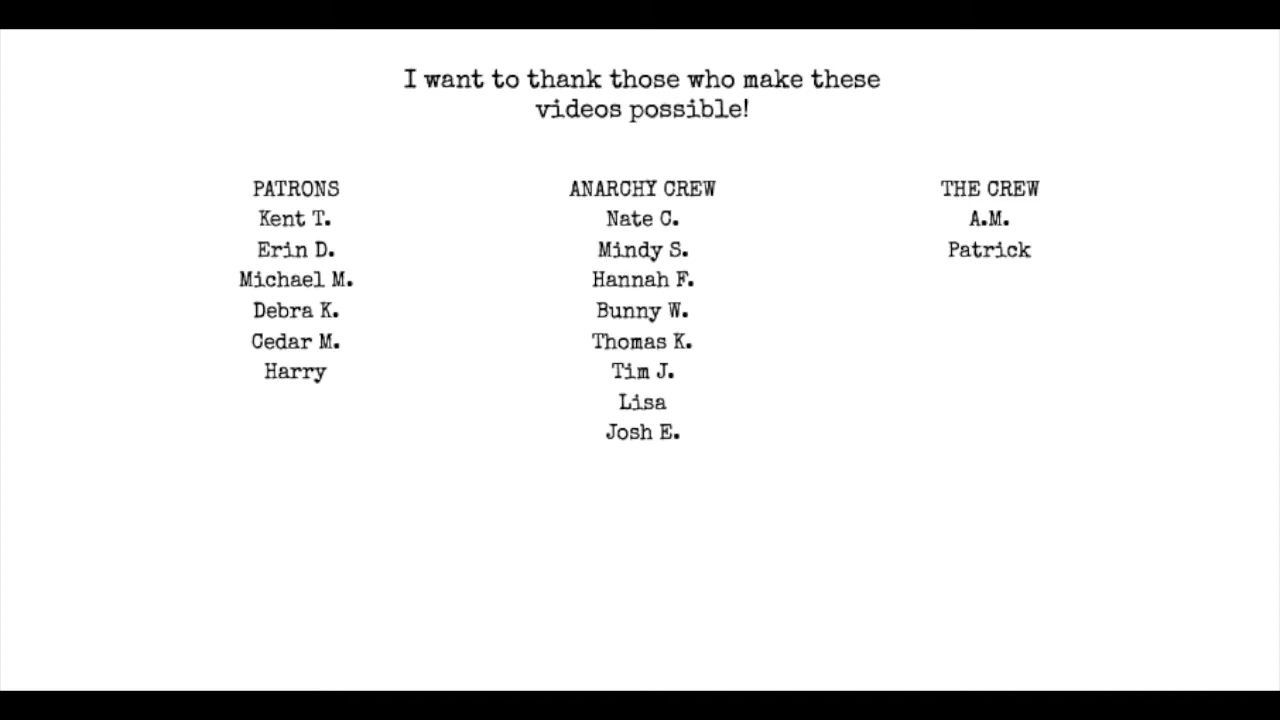 I want to thank those who make these
videos possible!
PATRONS
Kent T.
Erin D.
Michael M.
Debra K.
Cedar M.
Harry
ANARCHY CREW
Nate C.
Mindy S.
Hannah F.
Bunny W.
Thomas K.
Tim J.
Lisa
Josh E.
THE CREW
A.M.
Patrick